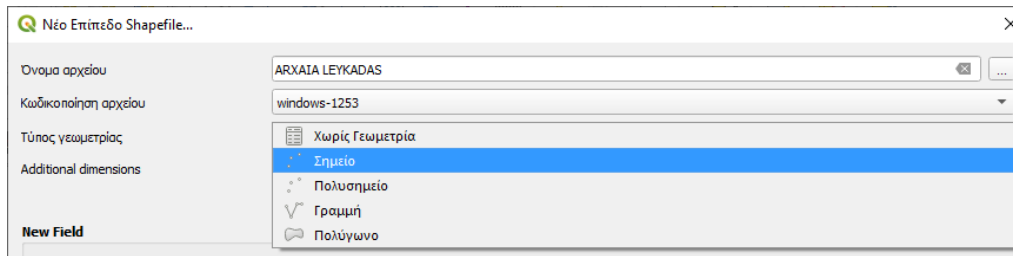 Νέο Επίπεδο Shapefile...
Όνομα αρχείου ARXAIA LEYKADAS ...
Κωδικοποίηση αρχείου windows-1253
Τύπος γεωμετρίας Χωρίς Γεωμετρία
Additional dimensions Σημείο
Πολυσημείο
Γραμμή
New Field Πολύγωνο